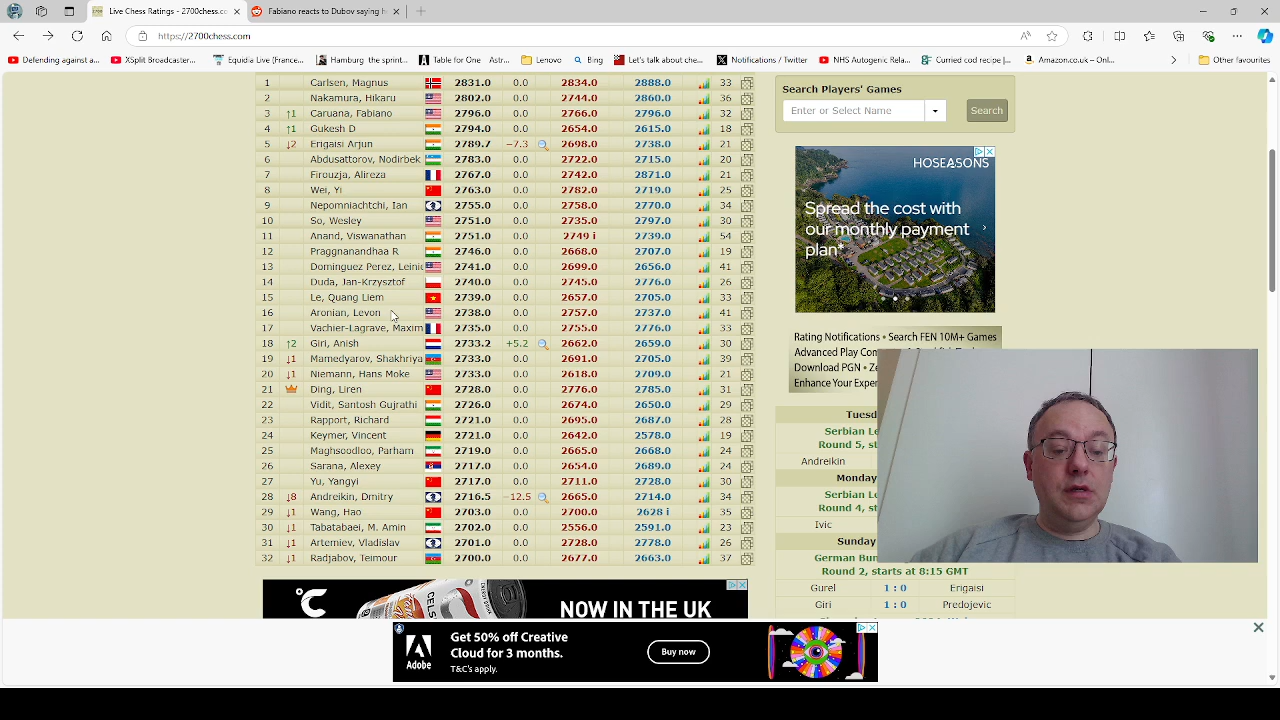 Live Chess Ratings - 2700chess.com
Fabiano reacts to Dubov saying h
https://2700chess.com
Defending against a...
XSplit Broadcaster...
Equidia Live (France...
Hamburg the sprint...
Table for One Astr...
Lenovo
Bing
Let's talk about che...
Notifications / Twitter
NHS Autogenic Rela...
Curried cod recipe |...
Amazon.co.uk – Onl...
Other favourites
1 Carlsen, Magnus 2831.0 0.0 2834.0 2888.0 33
2 Nakamura, Hikaru 2802.0 0.0 2744.0 2860.0 36
3 ↑1 Caruana, Fabiano 2796.0 0.0 2766.0 2796.0 32
4 ↑1 Gukesh D 2794.0 0.0 2654.0 2615.0 18
5 ↓2 Erigaisi Arjun 2789.7 −7.3 2698.0 2738.0 21
6 Abdusattorov, Nodirbek 2783.0 0.0 2722.0 2715.0 20
7 Firouzja, Alireza 2767.0 0.0 2742.0 2871.0 21
8 Wei, Yi 2763.0 0.0 2782.0 2719.0 25
9 Nepomniachtchi, Ian 2755.0 0.0 2758.0 2770.0 34
10 So, Wesley 2751.0 0.0 2735.0 2797.0 30
11 Anand, Viswanathan 2751.0 0.0 2749 i 2739.0 54
12 Praggnanandhaa R 2746.0 0.0 2668.0 2707.0 19
13 Dominguez Perez, Leinie 2741.0 0.0 2699.0 2656.0 41
14 Duda, Jan-Krzysztof 2740.0 0.0 2745.0 2776.0 26
15 Le, Quang Liem 2739.0 0.0 2657.0 2705.0 33
16 Aronian, Levon 2738.0 0.0 2757.0 2737.0 41
17 Vachier-Lagrave, Maxim 2735.0 0.0 2755.0 2776.0 33
18 ↑2 Giri, Anish 2733.2 +5.2 2662.0 2659.0 30
19 ↓1 Mamedyarov, Shakhriya 2733.0 0.0 2691.0 2705.0 39
20 ↓1 Niemann, Hans Moke 2733.0 0.0 2618.0 2709.0 21
21 Ding, Liren 2728.0 0.0 2776.0 2785.0 31
22 Vidit, Santosh Gujrathi 2726.0 0.0 2674.0 2650.0 29
23 Rapport, Richard 2721.0 0.0 2695.0 2687.0 28
24 Keymer, Vincent 2721.0 0.0 2642.0 2578.0 19
25 Maghsoodloo, Parham 2719.0 0.0 2665.0 2668.0 24
26 Sarana, Alexey 2717.0 0.0 2654.0 2689.0 24
27 Yu, Yangyi 2717.0 0.0 2711.0 2728.0 30
28 ↓8 Andreikin, Dmitry 2716.5 −12.5 2665.0 2714.0 34
29 ↓1 Wang, Hao 2703.0 0.0 2700.0 2628 i 35
30 ↓1 Tabatabaei, M. Amin 2702.0 0.0 2556.0 2591.0 23
31 ↓1 Artemiev, Vladislav 2701.0 0.0 2728.0 2778.0 26
32 ↓1 Radjabov, Teimour 2700.0 0.0 2677.0 2663.0 37
Search Players' Games
Enter or Select Name
Search
HOSEASONS
Spread the cost with
our monthly payment
plan*
Rating Notifications • Search FEN 10M+ Games
Advanced Play Con
Download PGN • Ze
Enhance Your Expe
Tuesd
Serbian Le
Round 5, sta
Andreikin
Monday
Serbian Le
Round 4, sta
Ivic
Sunday
German Bun
Round 2, starts at 8:15 GMT
Gurel 1 : 0 Erigaisi
Giri 1 : 0 Predojevic
°C
CELS
NOW IN THE UK
Adobe
Get 50% off Creative
Cloud for 3 months.
T&C's apply.
Buy now